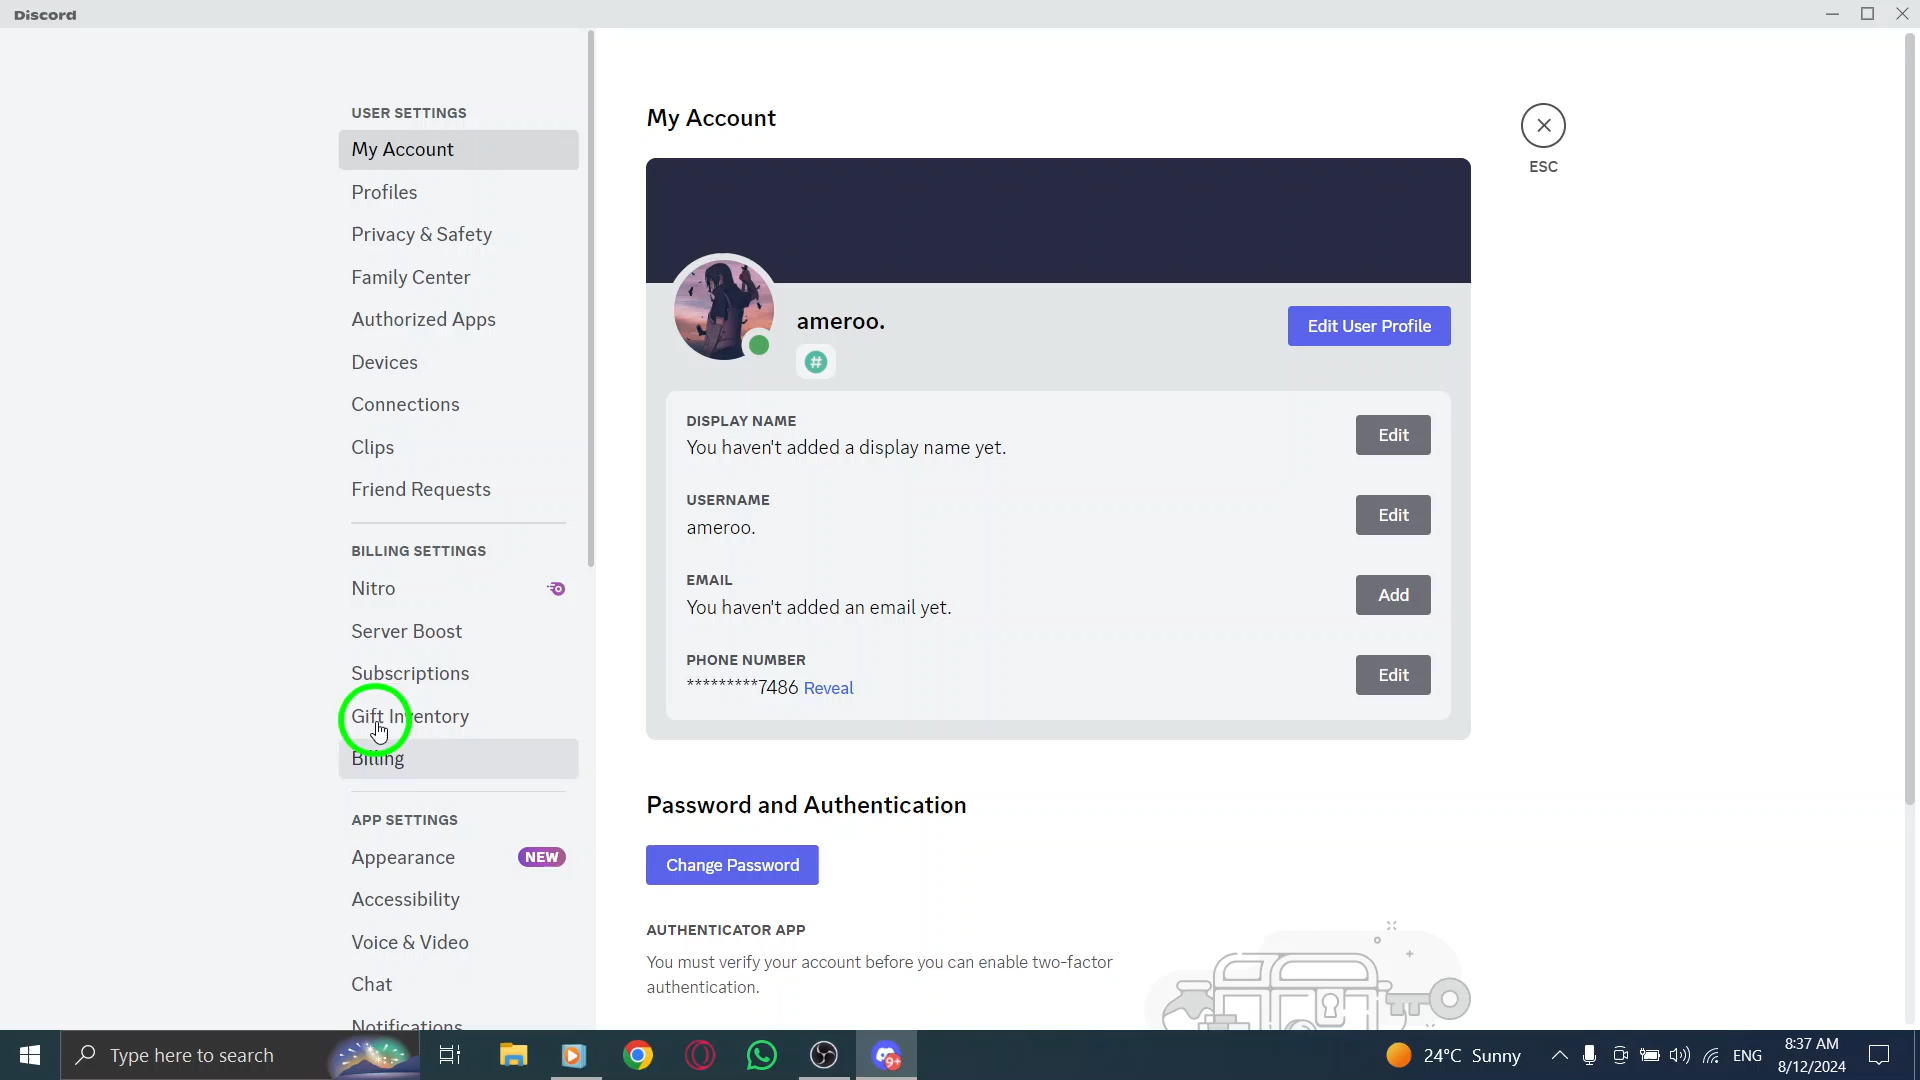 Discord
USER SETTINGS
My Account
Profiles
Privacy & Safety
Family Center
Authorized Apps
Devices
Connections
Clips
Friend Requests
BILLING SETTINGS
Nitro
Server Boost
Subscriptions
Gift Inventory
Billing
APP SETTINGS
Appearance NEW
Accessibility
Voice & Video
Chat
Notifications
My Account
ESC
ameroo.
#
Edit User Profile
DISPLAY NAME
You haven't added a display name yet.
Edit
USERNAME
ameroo.
Edit
EMAIL
You haven't added an email yet.
Add
PHONE NUMBER
*********7486 Reveal
Edit
Password and Authentication
Change Password
AUTHENTICATOR APP
You must verify your account before you can enable two-factor
authentication.
Type here to search
9+
24°C Sunny
ENG
8:37 AM
8/12/2024